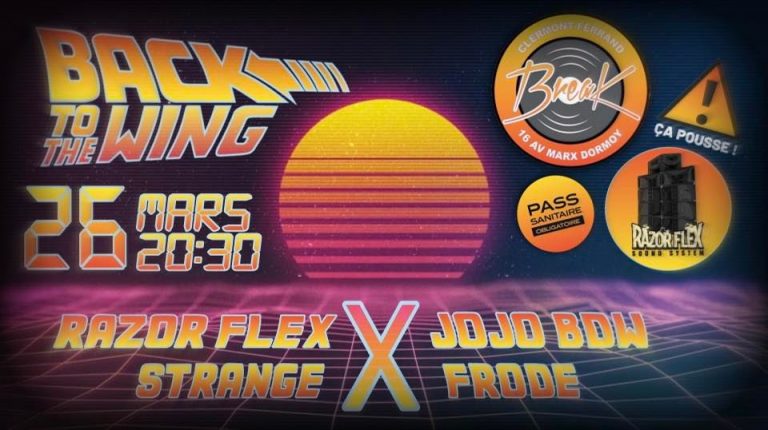 BACK
TO
THE WING
26 MARS
20:30
CLERMONT FERRAND
Break
16 AV MARX DORMOY
!
ÇA POUSSE !
PASS
SANITAIRE
OBLIGATOIRE
RAZOR FLEX
SOUND SYSTEM
RAZOR FLEX X JOJO BDW
STRANGE FRODE